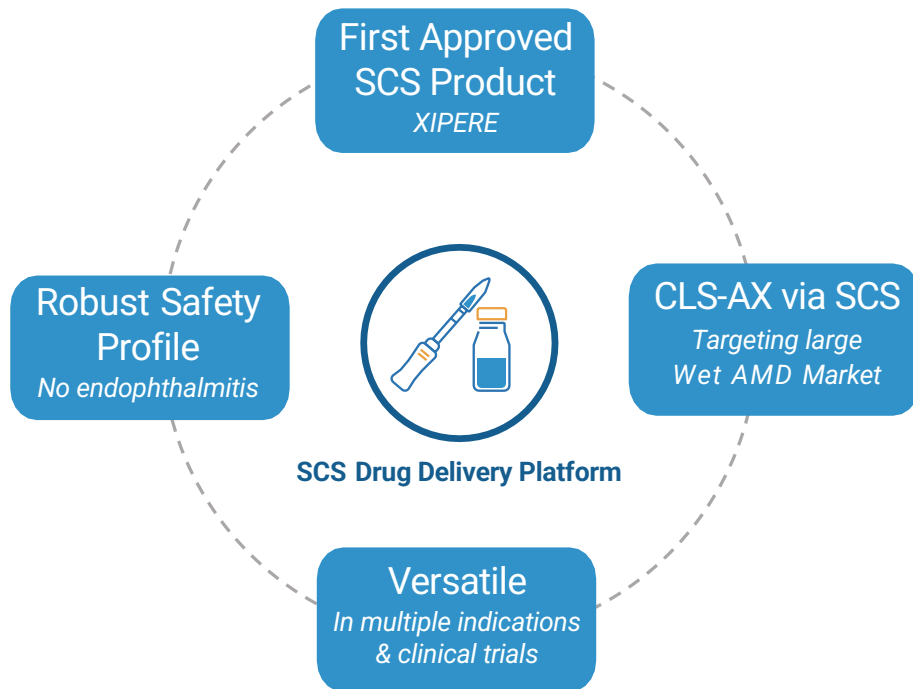 First Approved
SCS Product
XIPERE
Robust Safety
Profile
No endophthalmitis
CLS-AX via SCS
Targeting large
Wet AMD Market
SCS Drug Delivery Platform
Versatile
In multiple indications
& clinical trials